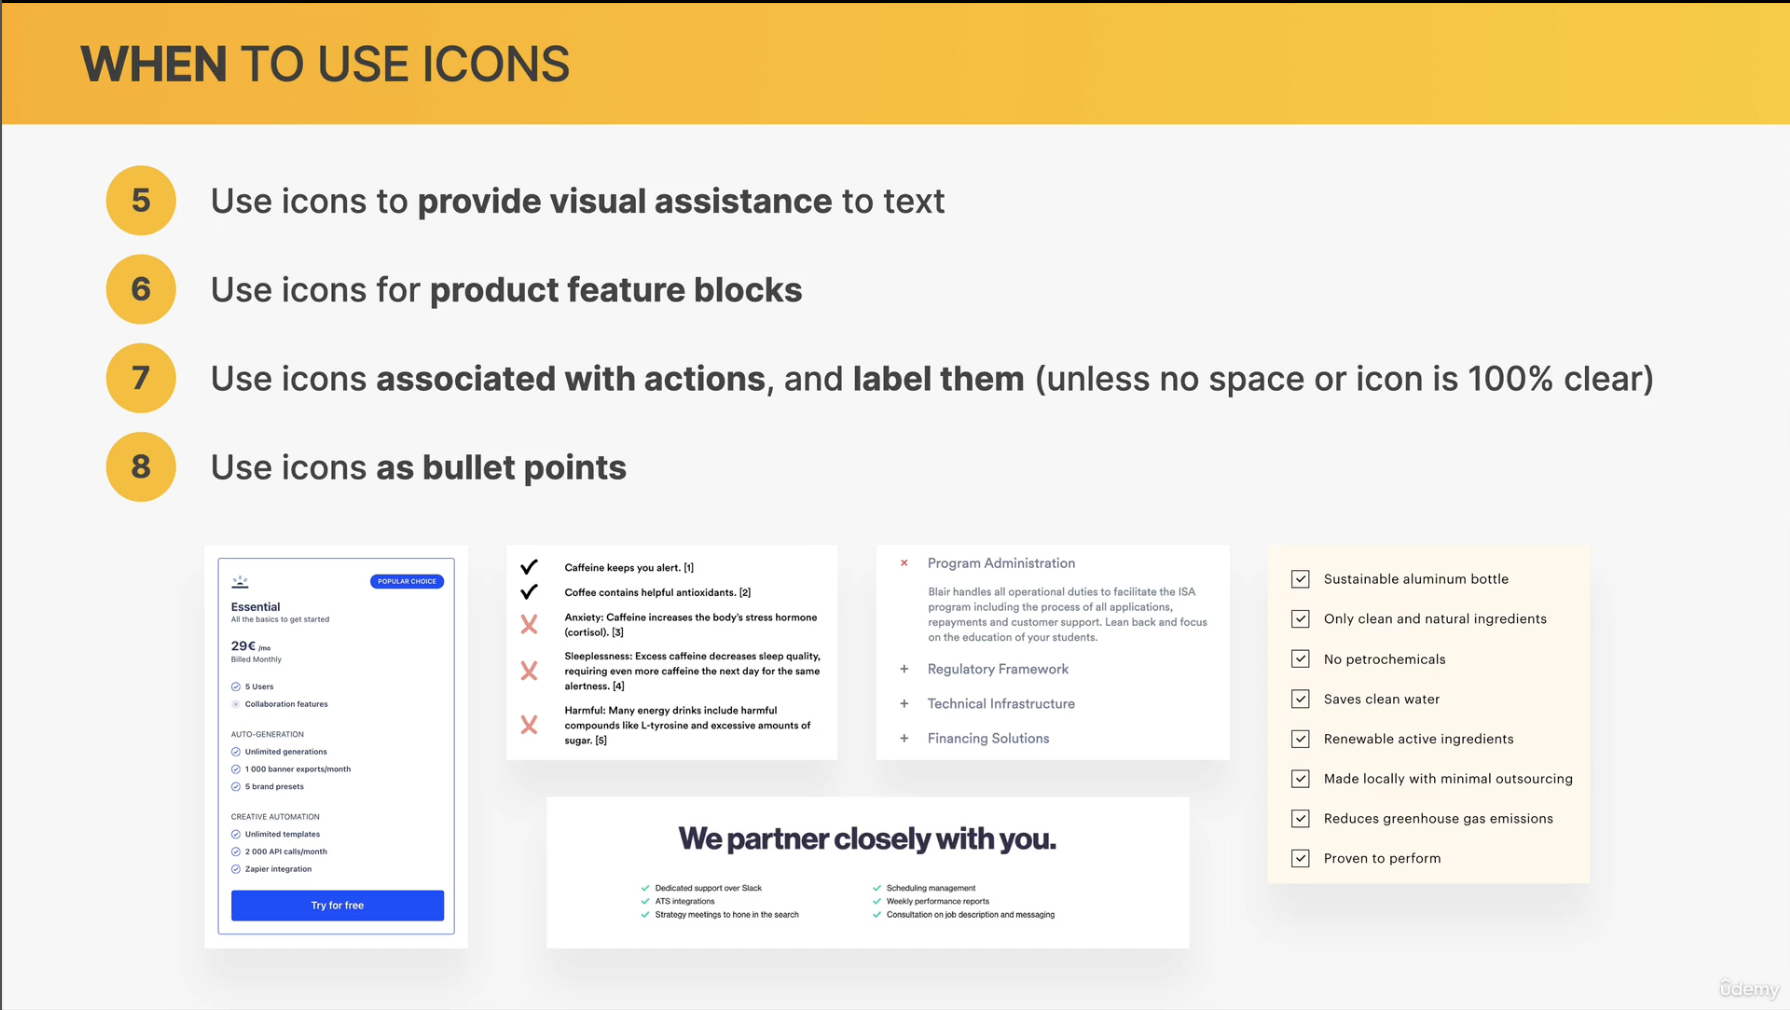 WHEN TO USE ICONS
5
Use icons to provide visual assistance to text
6
Use icons for product feature blocks
7
Use icons associated with actions, and label them (unless no space or icon is 100% clear)
8
Use icons as bullet points
POPULAR CHOICE
Essential
All the basics to get started
29€ /mo
Billed Monthly
5 Users
Collaboration features
AUTO-GENERATION
Unlimited generations
1 000 banner exports/month
5 brand presets
CREATIVE AUTOMATION
Unlimited templates
2 000 API calls/month
Zapier integration
Try for free
Caffeine keeps you alert. [1]
Coffee contains helpful antioxidants. [2]
Anxiety: Caffeine increases the body's stress hormone
(cortisol). [3]
Sleeplessness: Excess caffeine decreases sleep quality,
requiring even more caffeine the next day for the same
alertness. [4]
Harmful: Many energy drinks include harmful
compounds like L-tyrosine and excessive amounts of
sugar. [5]
Program Administration
Blair handles all operational duties to facilitate the ISA
program including the process of all applications,
repayments and customer support. Lean back and focus
on the education of your students.
+ Regulatory Framework
+ Technical Infrastructure
+ Financing Solutions
We partner closely with you.
Dedicated support over Slack
ATS integrations
Strategy meetings to hone in the search
Scheduling management
Weekly performance reports
Consultation on job description and messaging
Sustainable aluminum bottle
Only clean and natural ingredients
No petrochemicals
Saves clean water
Renewable active ingredients
Made locally with minimal outsourcing
Reduces greenhouse gas emissions
Proven to perform
ûdemy